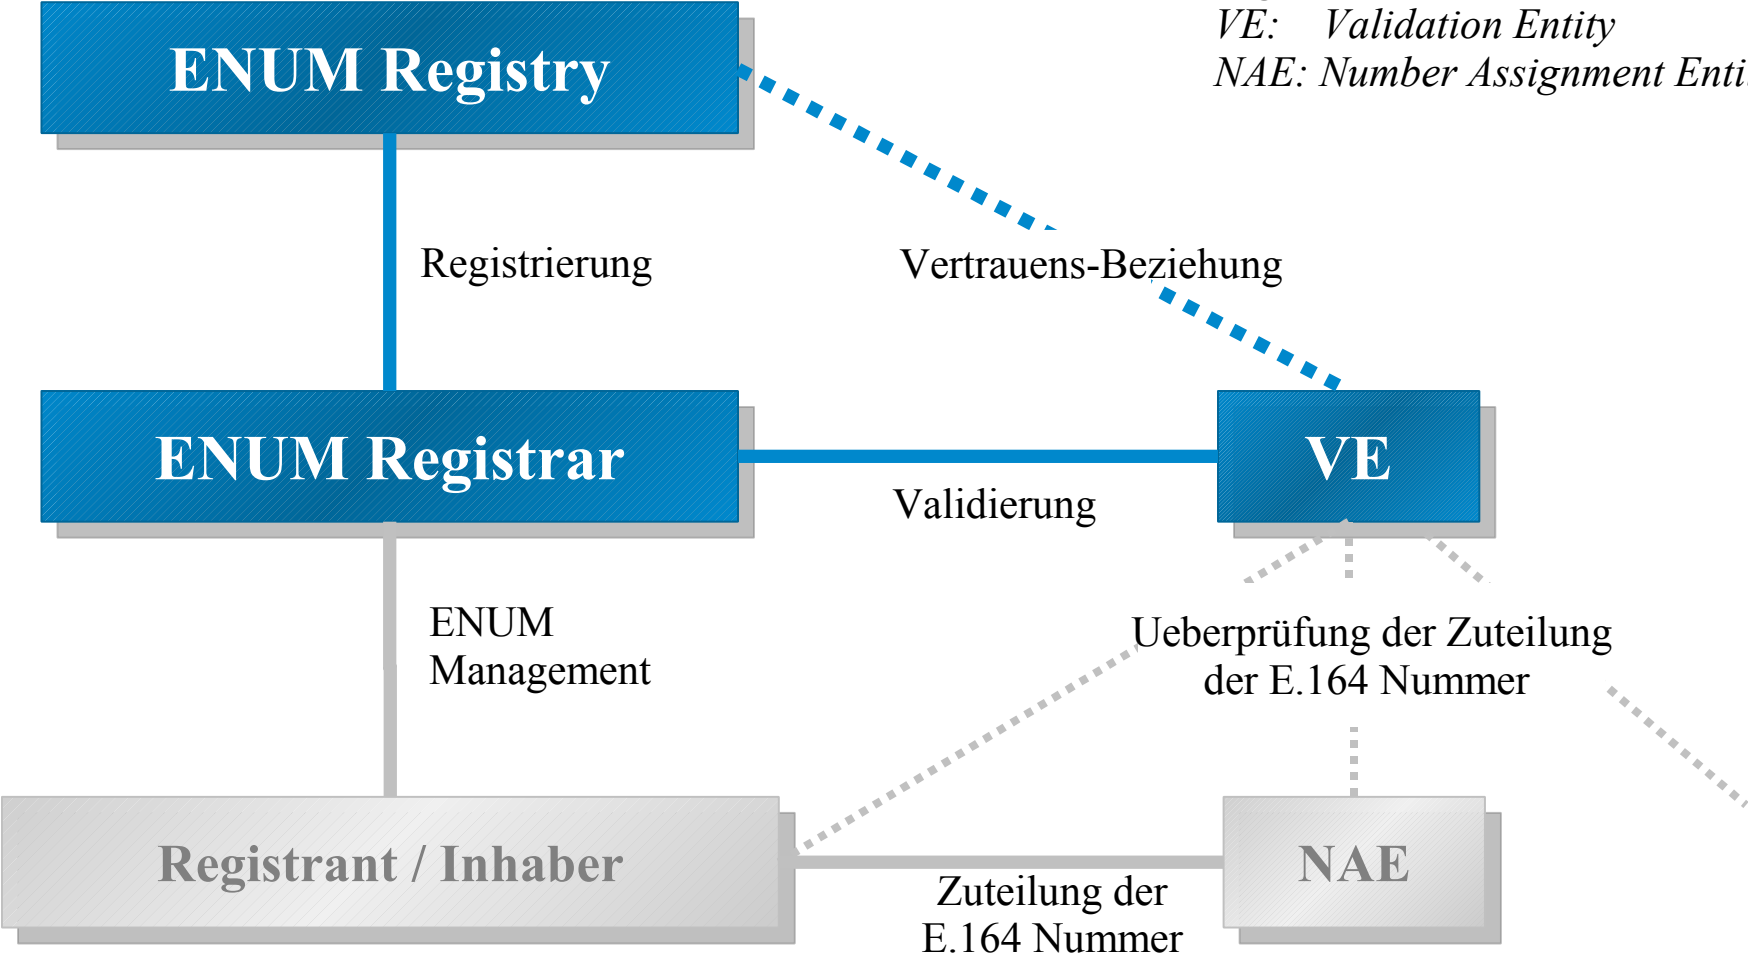 VE: Validation Entity
NAE: Number Assignment
ENUM Registry
Registrierung
Vertrauens-Beziehung
ENUM Registrar
VE
Validierung
ENUM
Management
Ueberprüfung der Zuteilung
der E.164 Nummer
Registrant / Inhaber
NAE
Zuteilung der
E.164 Nummer